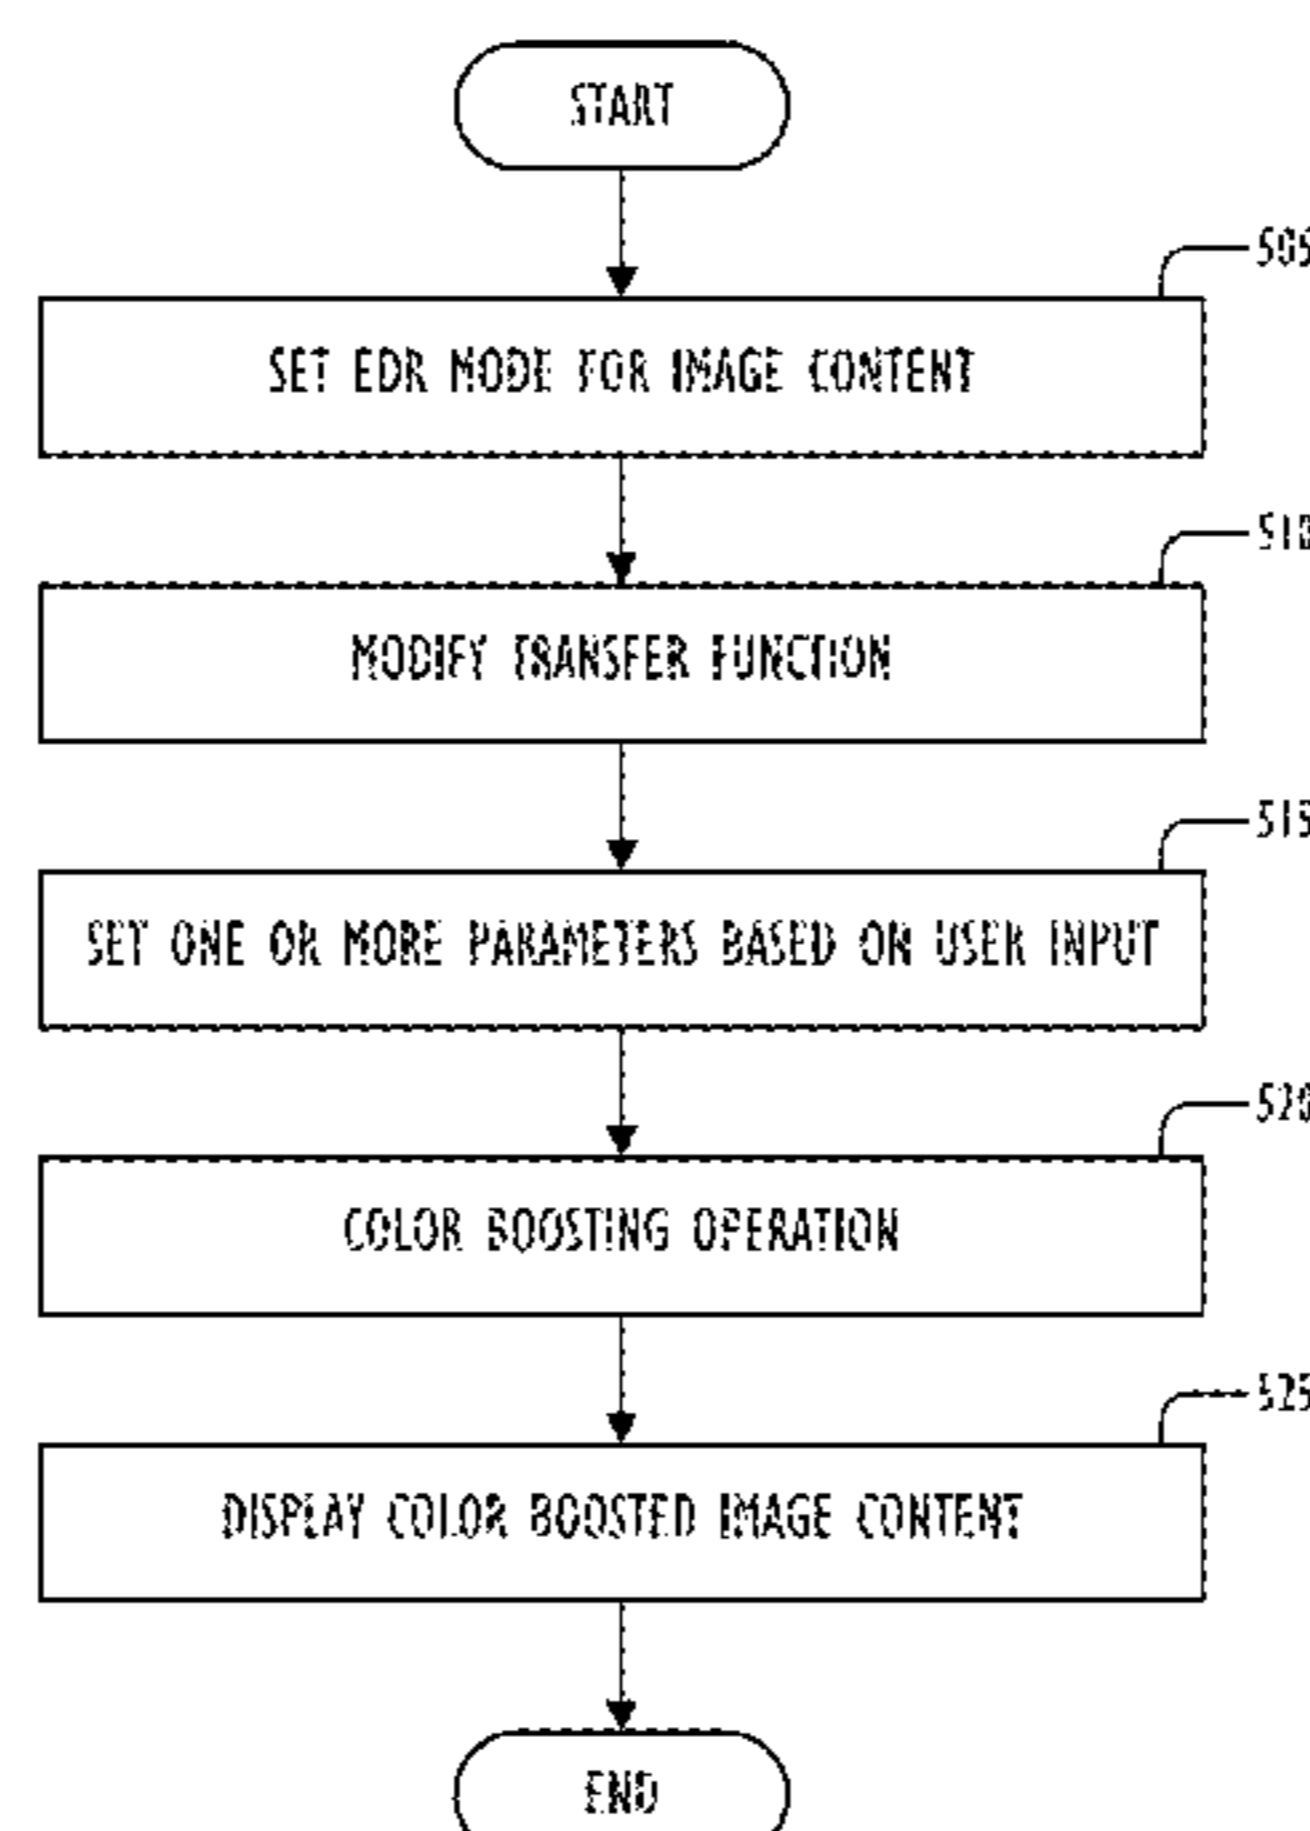 START
505
SET EDR MODE FOR IMAGE CONTENT
510
MODIFY TRANSFER FUNCTION
515
SET ONE OR MORE PARAMETERS BASED ON USER INPUT
520
COLOR BOOSTING OPERATION
525
DISPLAY COLOR BOOSTED IMAGE CONTENT
END